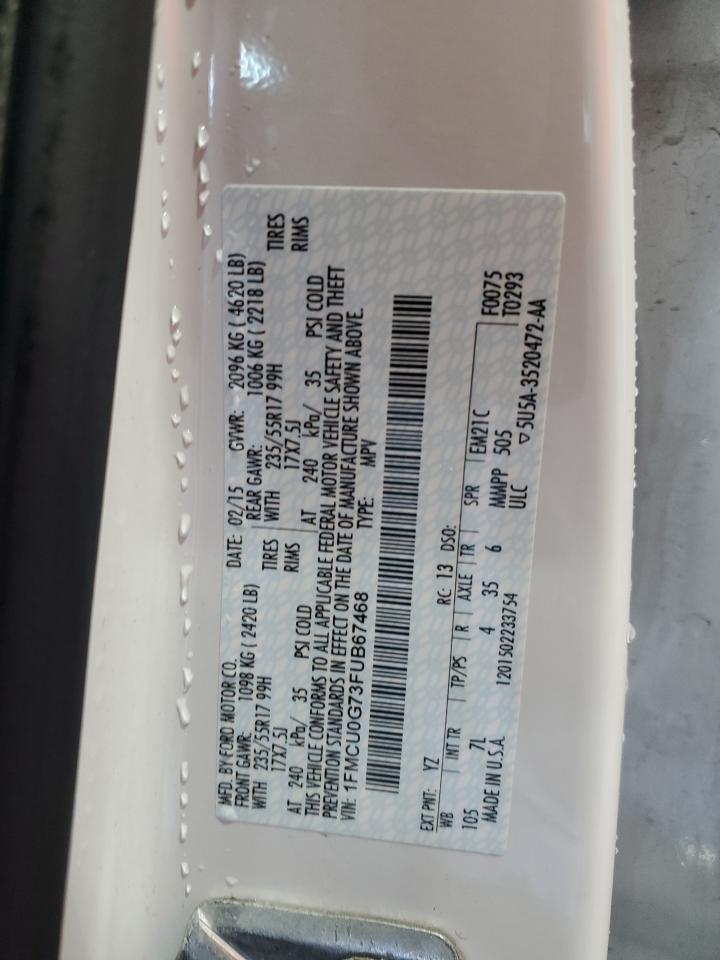 MFD. BY FORD MOTOR CO.
DATE: 02/15 GVWR: 2096 KG ( 4620 LB)
FRONT GAWR: 1098 KG ( 2420 LB)
REAR GAWR: 1006 KG ( 2218 LB)
WITH 235/55R17 99H TIRES
WITH 235/55R17 99H TIRES
17X7.5J RIMS
17X7.5J RIMS
AT 240 kPa/ 35 PSI COLD
AT 240 kPa/ 35 PSI COLD
THIS VEHICLE CONFORMS TO ALL APPLICABLE FEDERAL MOTOR VEHICLE SAFETY AND THEFT
PREVENTION STANDARDS IN EFFECT ON THE DATE OF MANUFACTURE SHOWN ABOVE.
VIN: 1FMCU0G73FUB67468 TYPE: MPV
EXT PNT: YZ RC: 13 DSO: F0075
WB INT TR TP/PS R AXLE TR SPR EM21C T0293
105 7L 4 35 6 MMPP 505
MADE IN U.S.A. ULC ▽5U5A-3520472-AA
1201502233754